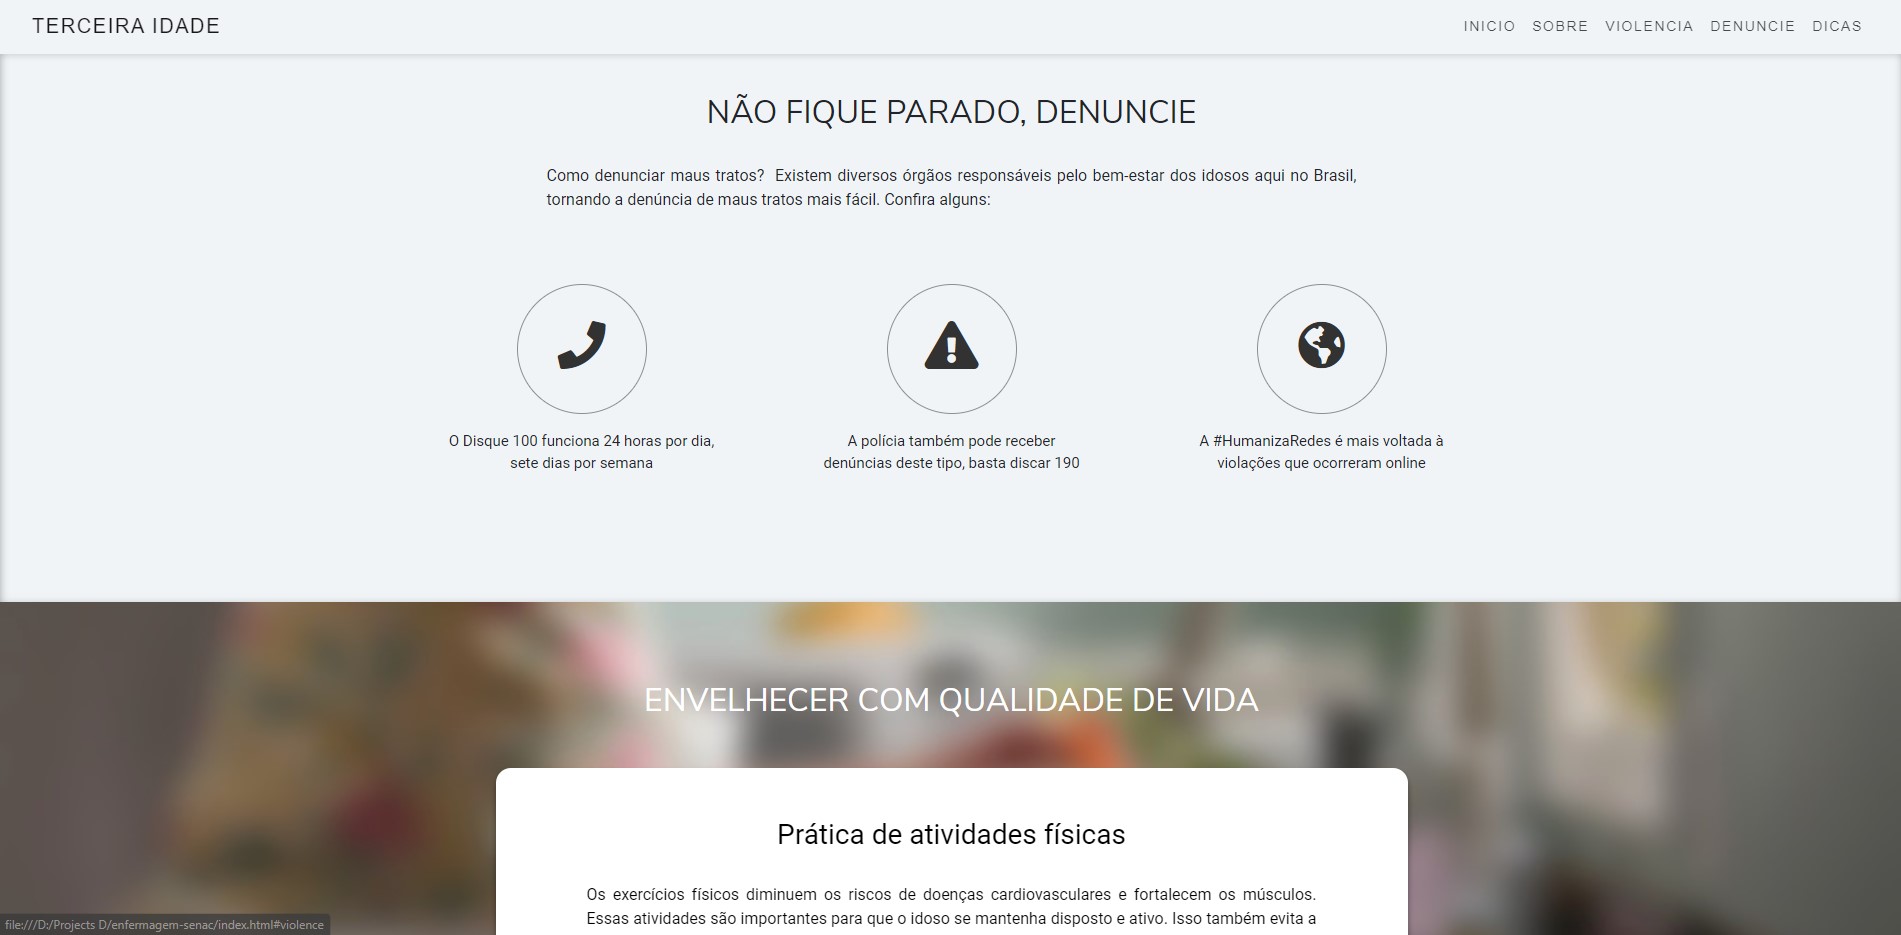 TERCEIRA IDADE
INICIO SOBRE VIOLENCIA DENUNCIE DICAS
NÃO FIQUE PARADO, DENUNCIE
Como denunciar maus tratos?  Existem diversos órgãos responsáveis pelo bem-estar dos idosos aqui no Brasil,
tornando a denúncia de maus tratos mais fácil. Confira alguns:
O Disque 100 funciona 24 horas por dia,
sete dias por semana
A polícia também pode receber
denúncias deste tipo, basta discar 190
A #HumanizaRedes é mais voltada à
violações que ocorreram online
ENVELHECER COM QUALIDADE DE VIDA
Prática de atividades físicas
Os exercícios físicos diminuem os riscos de doenças cardiovasculares e fortalecem os músculos.
Essas atividades são importantes para que o idoso se mantenha disposto e ativo. Isso também evita a
file:///D:/Projects D/enfermagem-senac/index.html#violence